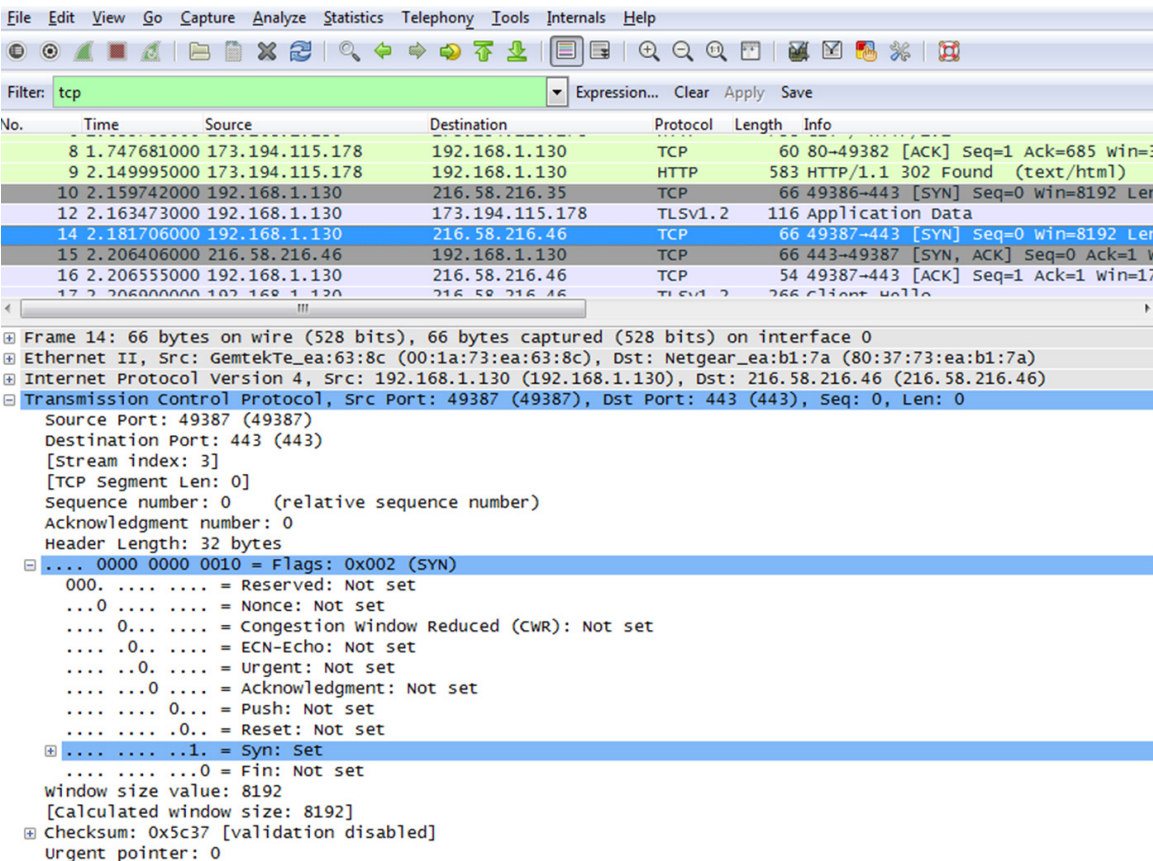 File Edit View Go Capture Analyze Statistics Telephony Tools Internals Help
Filter: tcp Expression... Clear Apply Save
No. Time Source Destination Protocol Length Info
8 1.747681000 173.194.115.178 192.168.1.130 TCP 60 80→49382 [ACK] Seq=1 Ack=685 Win=3
9 2.149995000 173.194.115.178 192.168.1.130 HTTP 583 HTTP/1.1 302 Found (text/html)
10 2.159742000 192.168.1.130 216.58.216.35 TCP 66 49386→443 [SYN] Seq=0 Win=8192 Len
12 2.163473000 192.168.1.130 173.194.115.178 TLSv1.2 116 Application Data
14 2.181706000 192.168.1.130 216.58.216.46 TCP 66 49387→443 [SYN] Seq=0 Win=8192 Len
15 2.206406000 216.58.216.46 192.168.1.130 TCP 66 443→49387 [SYN, ACK] Seq=0 Ack=1 W
16 2.206555000 192.168.1.130 216.58.216.46 TCP 54 49387→443 [ACK] Seq=1 Ack=1 Win=17
17 2.206900000 192.168.1.130 216.58.216.46 TLSv1.2 266 Client Hello
Frame 14: 66 bytes on wire (528 bits), 66 bytes captured (528 bits) on interface 0
Ethernet II, Src: GemtekTe_ea:63:8c (00:1a:73:ea:63:8c), Dst: Netgear_ea:b1:7a (80:37:73:ea:b1:7a)
Internet Protocol Version 4, Src: 192.168.1.130 (192.168.1.130), Dst: 216.58.216.46 (216.58.216.46)
Transmission Control Protocol, Src Port: 49387 (49387), Dst Port: 443 (443), Seq: 0, Len: 0
Source Port: 49387 (49387)
Destination Port: 443 (443)
[Stream index: 3]
[TCP Segment Len: 0]
Sequence number: 0 (relative sequence number)
Acknowledgment number: 0
Header Length: 32 bytes
.... 0000 0000 0010 = Flags: 0x002 (SYN)
000. .... .... = Reserved: Not set
...0 .... .... = Nonce: Not set
.... 0... .... = Congestion Window Reduced (CWR): Not set
.... .0.. .... = ECN-Echo: Not set
.... ..0. .... = Urgent: Not set
.... ...0 .... = Acknowledgment: Not set
.... .... 0... = Push: Not set
.... .... .0.. = Reset: Not set
.... .... ..1. = Syn: Set
.... .... ...0 = Fin: Not set
Window size value: 8192
[Calculated window size: 8192]
Checksum: 0x5c37 [validation disabled]
Urgent pointer: 0